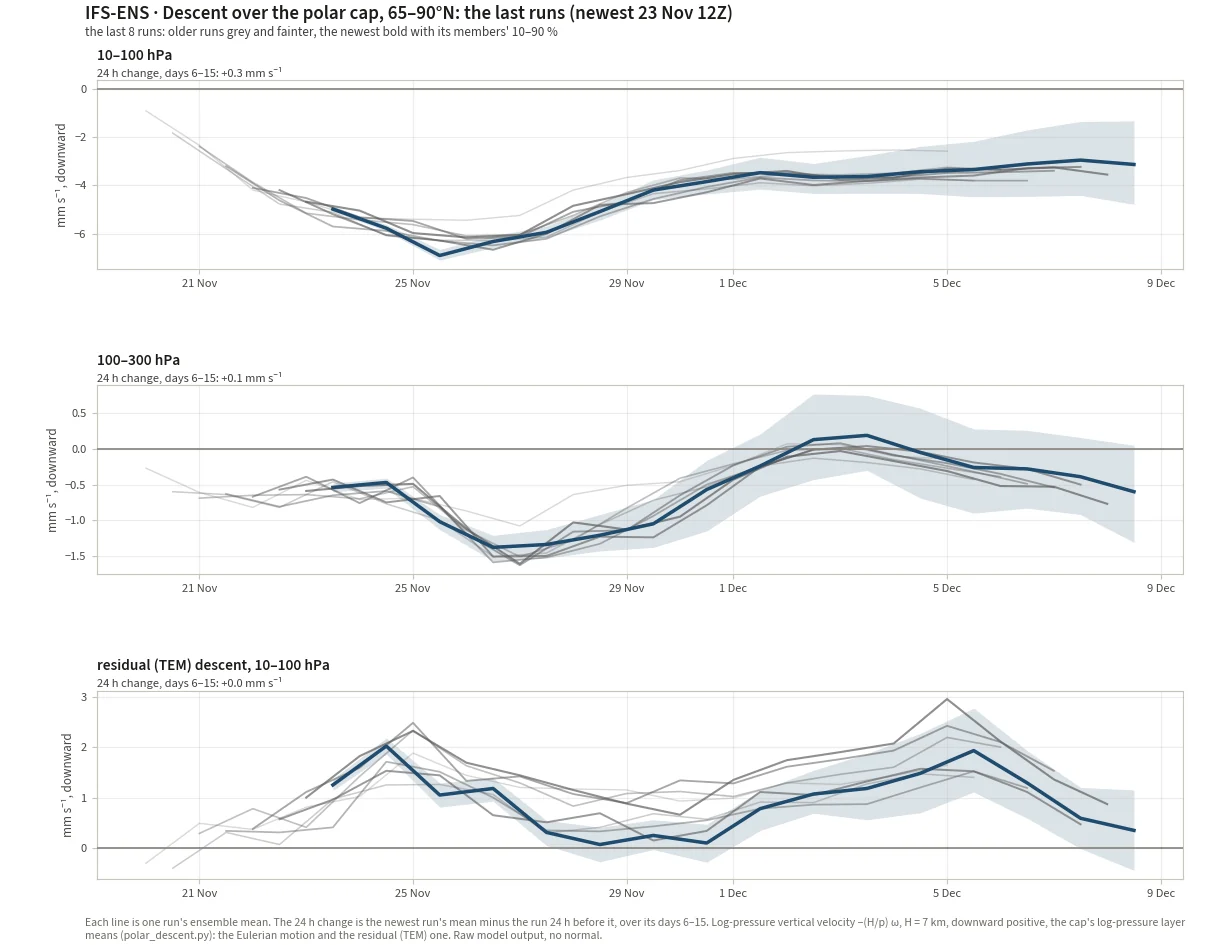 IFS-ENS · Descent over the polar cap, 65–90°N: the last runs (newest 23 Nov 12Z)
the last 8 runs: older runs grey and fainter, the newest bold with its members' 10–90 %
10–100 hPa
24 h change, days 6–15: +0.3 mm s⁻¹
mm s⁻¹, downward
0
−2
−4
−6
21 Nov 25 Nov 29 Nov 1 Dec 5 Dec 9 Dec
100–300 hPa
24 h change, days 6–15: +0.1 mm s⁻¹
mm s⁻¹, downward
0.5
0.0
−0.5
−1.0
−1.5
21 Nov 25 Nov 29 Nov 1 Dec 5 Dec 9 Dec
residual (TEM) descent, 10–100 hPa
24 h change, days 6–15: +0.0 mm s⁻¹
mm s⁻¹, downward
3
2
1
0
21 Nov 25 Nov 29 Nov 1 Dec 5 Dec 9 Dec
Each line is one run's ensemble mean. The 24 h change is the newest run's mean minus the run 24 h before it, over its days 6–15. Log-pressure vertical velocity −(H/p) ω, H = 7 km, downward positive, the cap's log-pressure layer
means (polar_descent.py): the Eulerian motion and the residual (TEM) one. Raw model output, no normal.